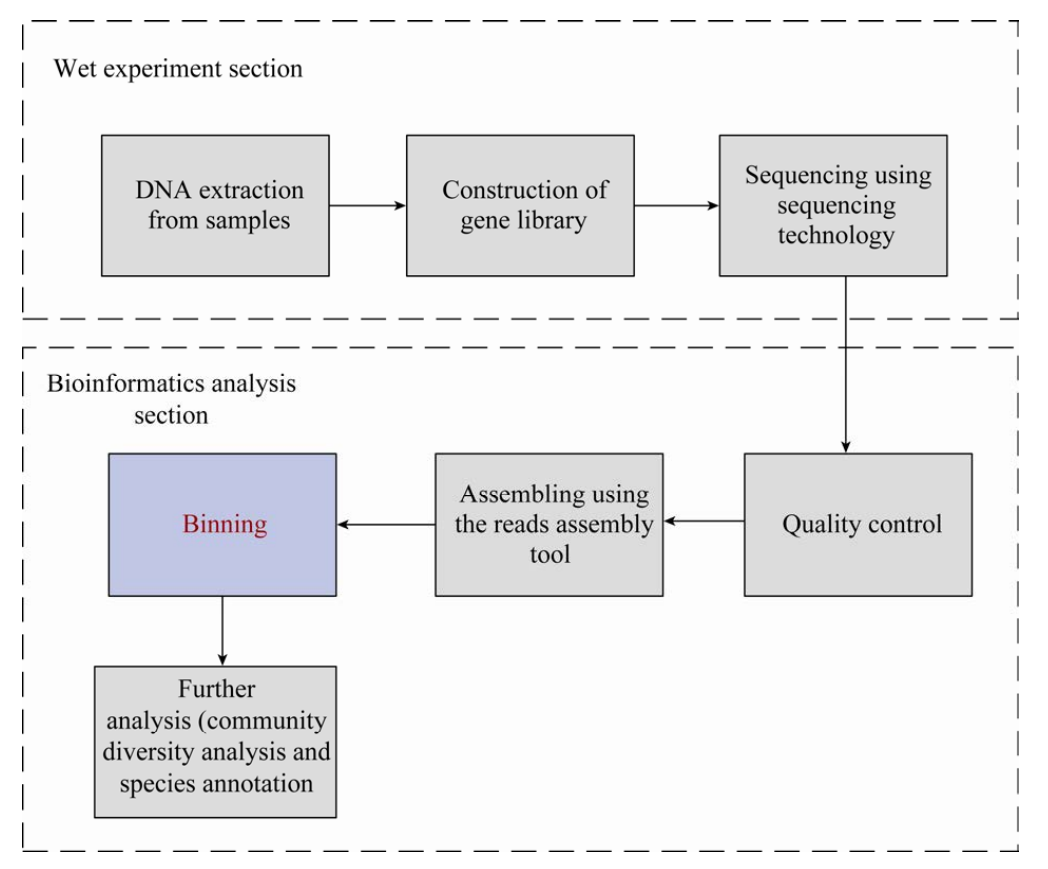 Wet experiment section
DNA extraction
from samples
Construction of
gene library
Sequencing using
sequencing
technology
Bioinformatics analysis
section
Binning
Assembling using
the reads assembly
tool
Quality control
Further
analysis (community
diversity analysis and
species annotation